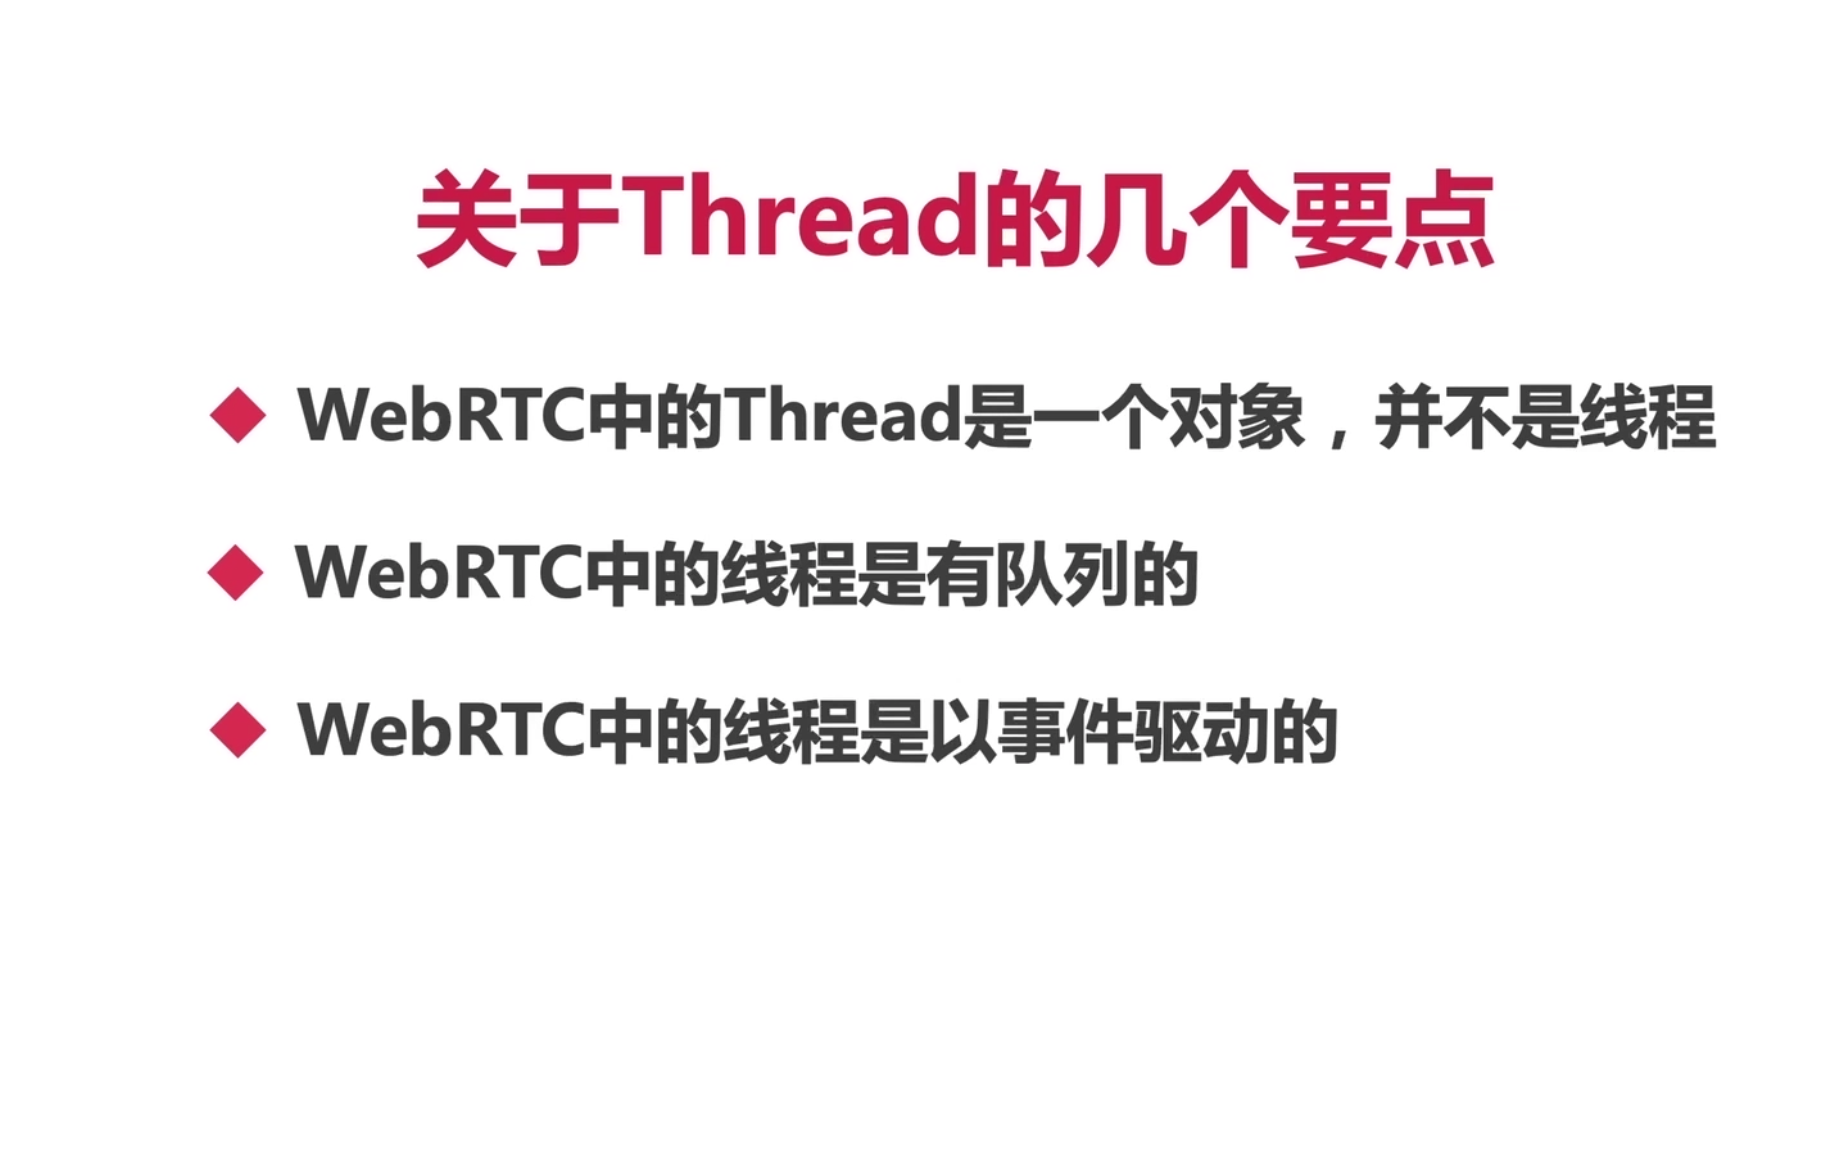 关于Thread的几个要点
WebRTC中的Thread是一个对象，并不是线程
WebRTC中的线程是有队列的
WebRTC中的线程是以事件驱动的